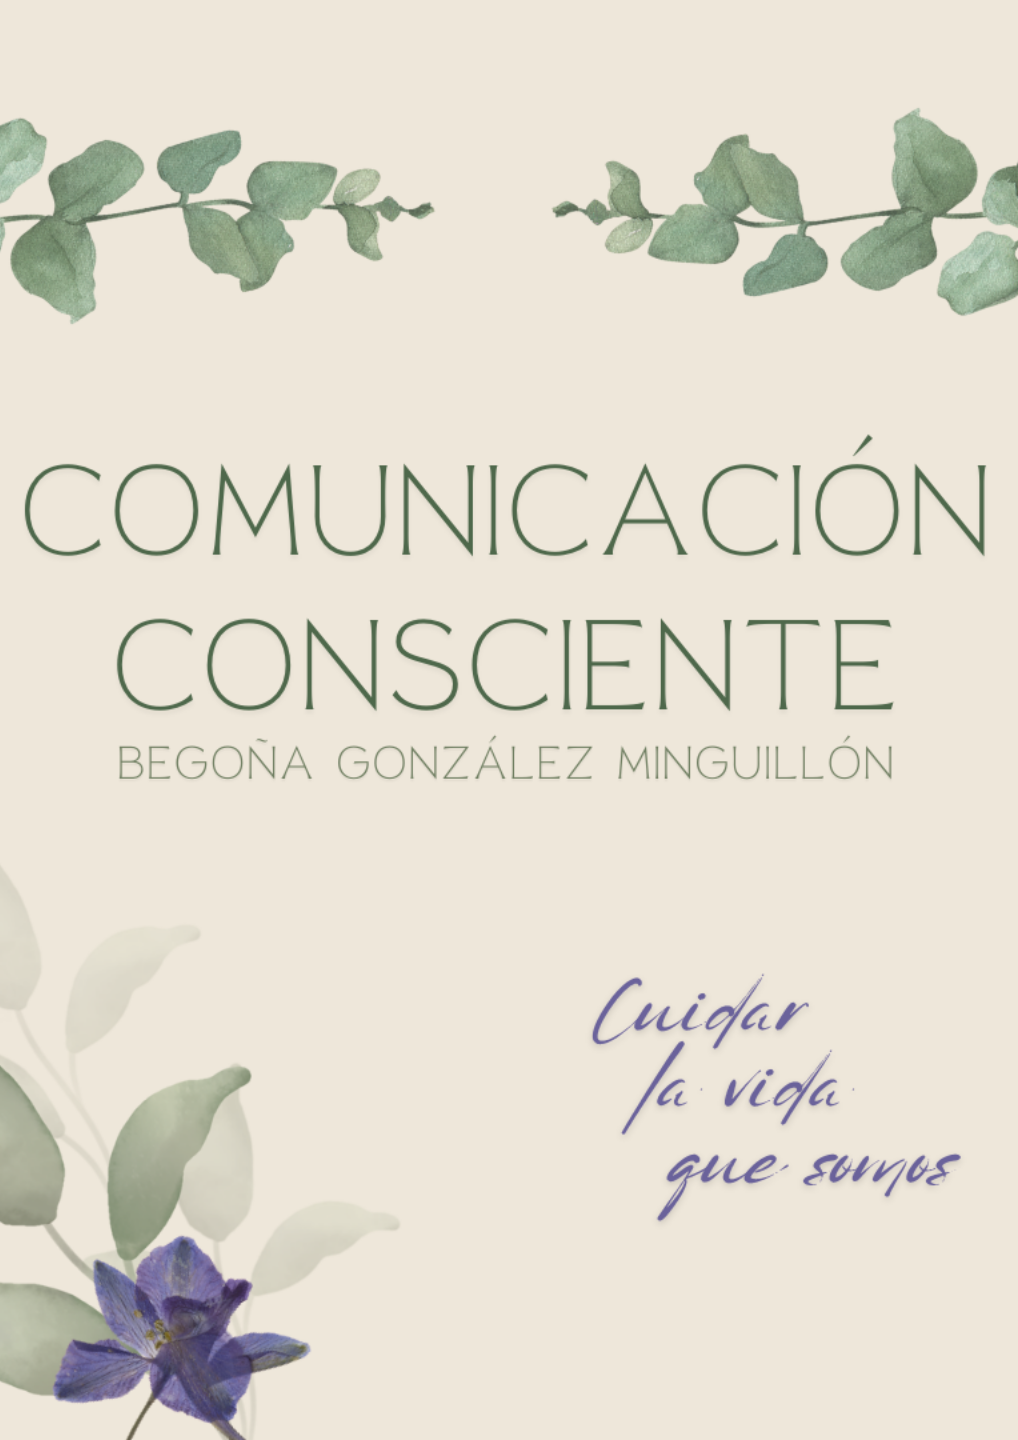 COMUNICACIÓN
CONSCIENTE
BEGOÑA GONZÁLEZ MINGUILLÓN
Cuidar
la vida
que somos